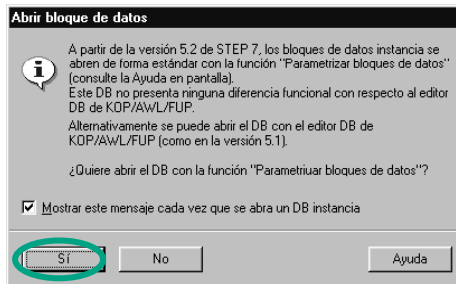 Abrir bloque de datos
A partir de la versión 5.2 de STEP 7, los bloques de datos instancia se
abren de forma estándar con la función "Parametrizar bloques de datos"
(consulte la Ayuda en pantalla).
Este DB no presenta ninguna diferencia funcional con respecto al editor
DB de KOP/AWL/FUP.
Alternativamente se puede abrir el DB con el editor DB de
KOP/AWL/FUP (como en la versión 5.1).
¿Quiere abrir el DB con la función "Parametriuar bloques de datos"?
Mostrar este mensaje cada vez que se abra un DB instancia
Sí No Ayuda